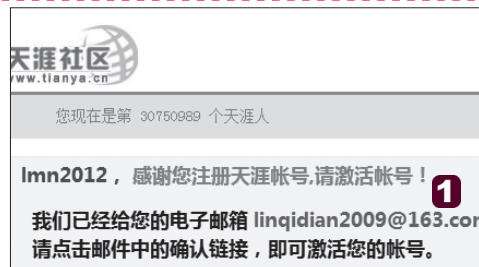 天涯社区
www.tianya.cn
您现在是第 30750989 个天涯人
lmn2012，感谢您注册天涯帐号,请激活帐号！
1
我们已经给您的电子邮箱 linqidian2009@163.com
请点击邮件中的确认链接，即可激活您的帐号。